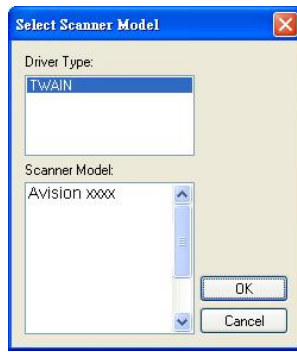 Select Scanner Model
Driver Type:
TWAIN
Scanner Model:
Avision xxxx
OK
Cancel